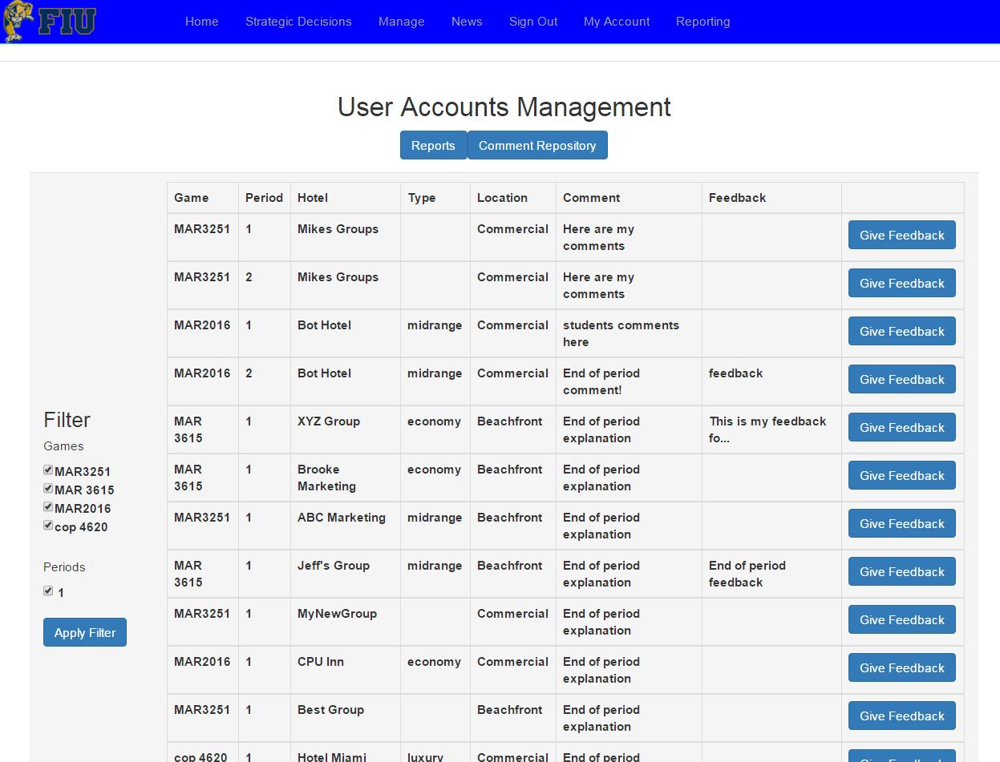 FIU
Home Strategic Decisions Manage News Sign Out My Account Reporting
User Accounts Management
Reports Comment Repository
Game Period Hotel Type Location Comment Feedback
MAR3251 1 Mikes Groups Commercial Here are my
comments
Give Feedback
MAR3251 2 Mikes Groups Commercial Here are my
comments
Give Feedback
MAR2016 1 Bot Hotel midrange Commercial students comments
here
Give Feedback
MAR2016 2 Bot Hotel midrange Commercial End of period
comment!
feedback
Give Feedback
MAR
3615
1 XYZ Group economy Beachfront End of period
explanation
This is my feedback
fo...
Give Feedback
MAR
3615
1 Brooke
Marketing
economy Beachfront End of period
explanation
Give Feedback
MAR3251 1 ABC Marketing midrange Beachfront End of period
explanation
Give Feedback
MAR
3615
1 Jeff's Group midrange Beachfront End of period
explanation
End of period
feedback
Give Feedback
MAR3251 1 MyNewGroup Commercial End of period
explanation
Give Feedback
MAR2016 1 CPU Inn economy Commercial End of period
explanation
Give Feedback
MAR3251 1 Best Group Beachfront End of period
explanation
Give Feedback
cop 4620 1 Hotel Miami luxury Commercial End of period
Give Feedback
Filter
Games
MAR3251
MAR 3615
MAR2016
cop 4620
Periods
1
Apply Filter